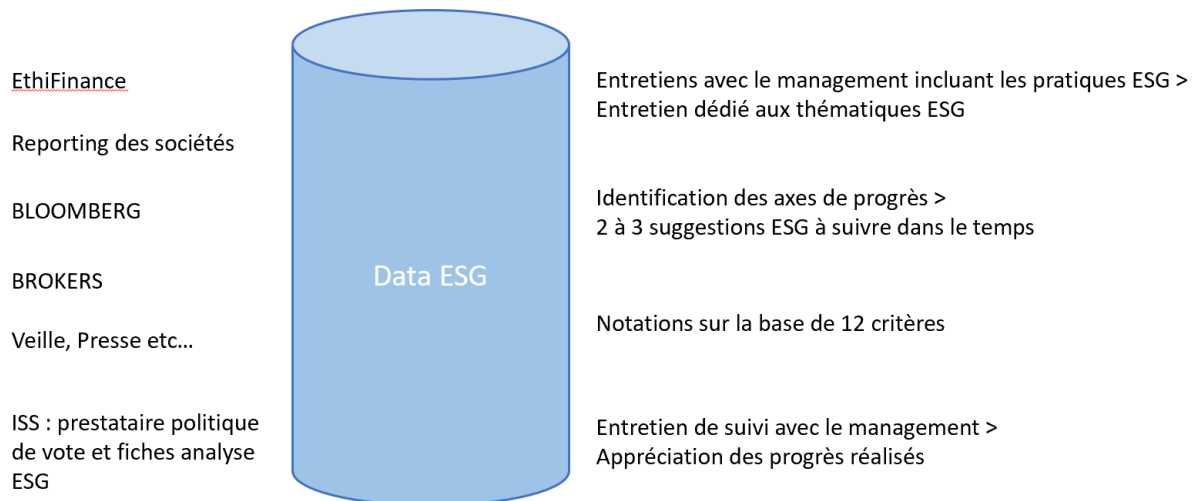 EthiFinance
Reporting des sociétés
BLOOMBERG
BROKERS
Veille, Presse etc...
ISS : prestataire politique
de vote et fiches analyse
ESG
Data ESG
Entretiens avec le management incluant les pratiques ESG >
Entretien dédié aux thématiques ESG
Identification des axes de progrès >
2 à 3 suggestions ESG à suivre dans le temps
Notations sur la base de 12 critères
Entretien de suivi avec le management >
Appréciation des progrès réalisés